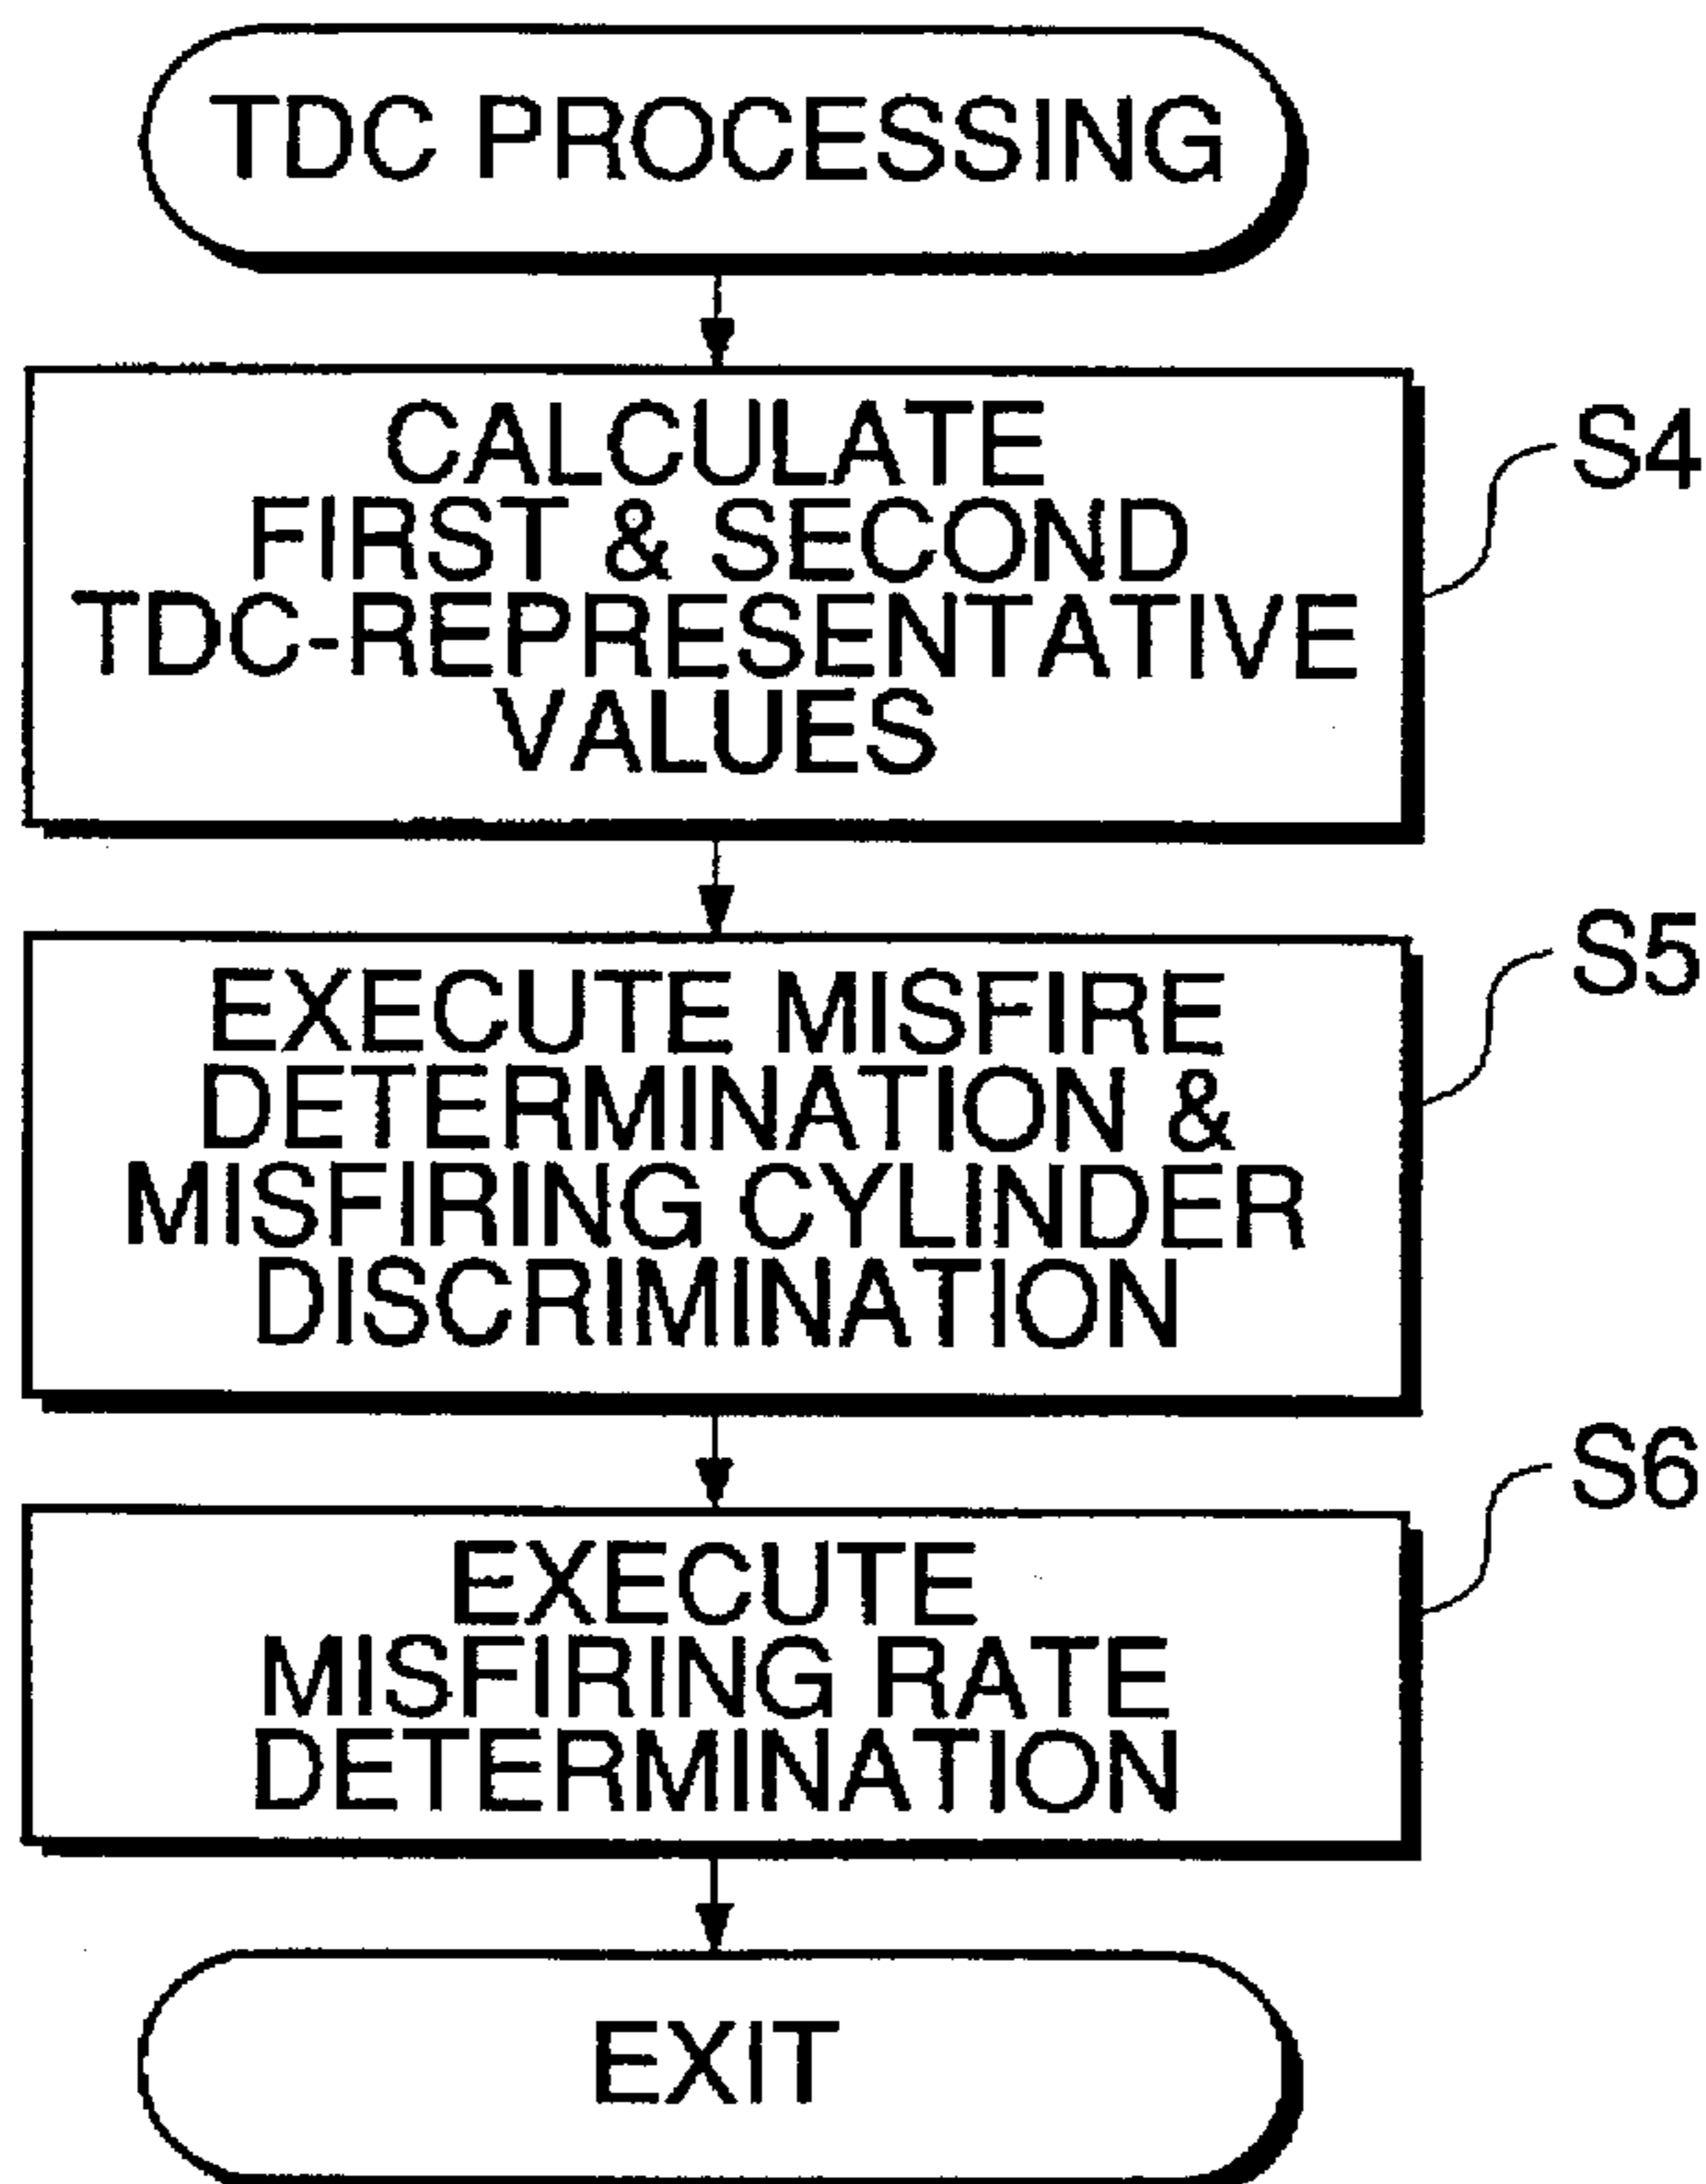 TDC PROCESSING
CALCULATE
FIRST & SECOND
TDC-REPRESENTATIVE
VALUES
S4
EXECUTE MISFIRE
DETERMINATION &
MISFIRING CYLINDER
DISCRIMINATION
S5
EXECUTE
MISFIRING RATE
DETERMINATION
S6
EXIT